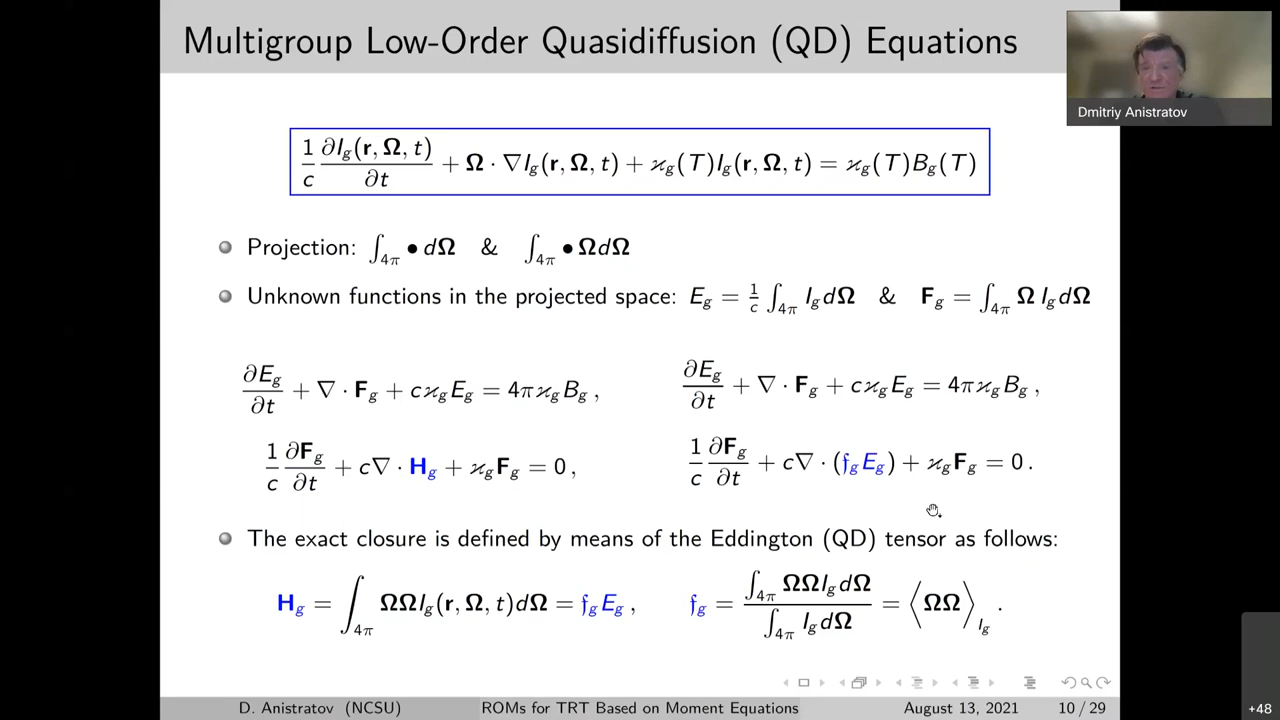 Multigroup Low-Order Quasidiffusion (QD) Equations
Dmitriy Anistratov
1/c ∂I_g(r, Ω, t)/∂t + Ω · ∇I_g(r, Ω, t) + ϰ_g(T)I_g(r, Ω, t) = ϰ_g(T)B_g(T)
Projection: ∫_4π • dΩ & ∫_4π • ΩdΩ
Unknown functions in the projected space: E_g = 1/c ∫_4π I_g dΩ & F_g = ∫_4π Ω I_g dΩ
∂E_g/∂t + ∇ · F_g + cϰ_g E_g = 4πϰ_g B_g ,
1/c ∂F_g/∂t + c∇ · H_g + ϰ_g F_g = 0 ,
∂E_g/∂t + ∇ · F_g + cϰ_g E_g = 4πϰ_g B_g ,
1/c ∂F_g/∂t + c∇ · (𝔣_g E_g) + ϰ_g F_g = 0 .
The exact closure is defined by means of the Eddington (QD) tensor as follows:
H_g = ∫_4π ΩΩI_g(r, Ω, t)dΩ = 𝔣_g E_g , 𝔣_g = ∫_4π ΩΩI_g dΩ / ∫_4π I_g dΩ = ⟨ΩΩ⟩_I_g .
D. Anistratov (NCSU) ROMs for TRT Based on Moment Equations August 13, 2021 10 / 29
+48